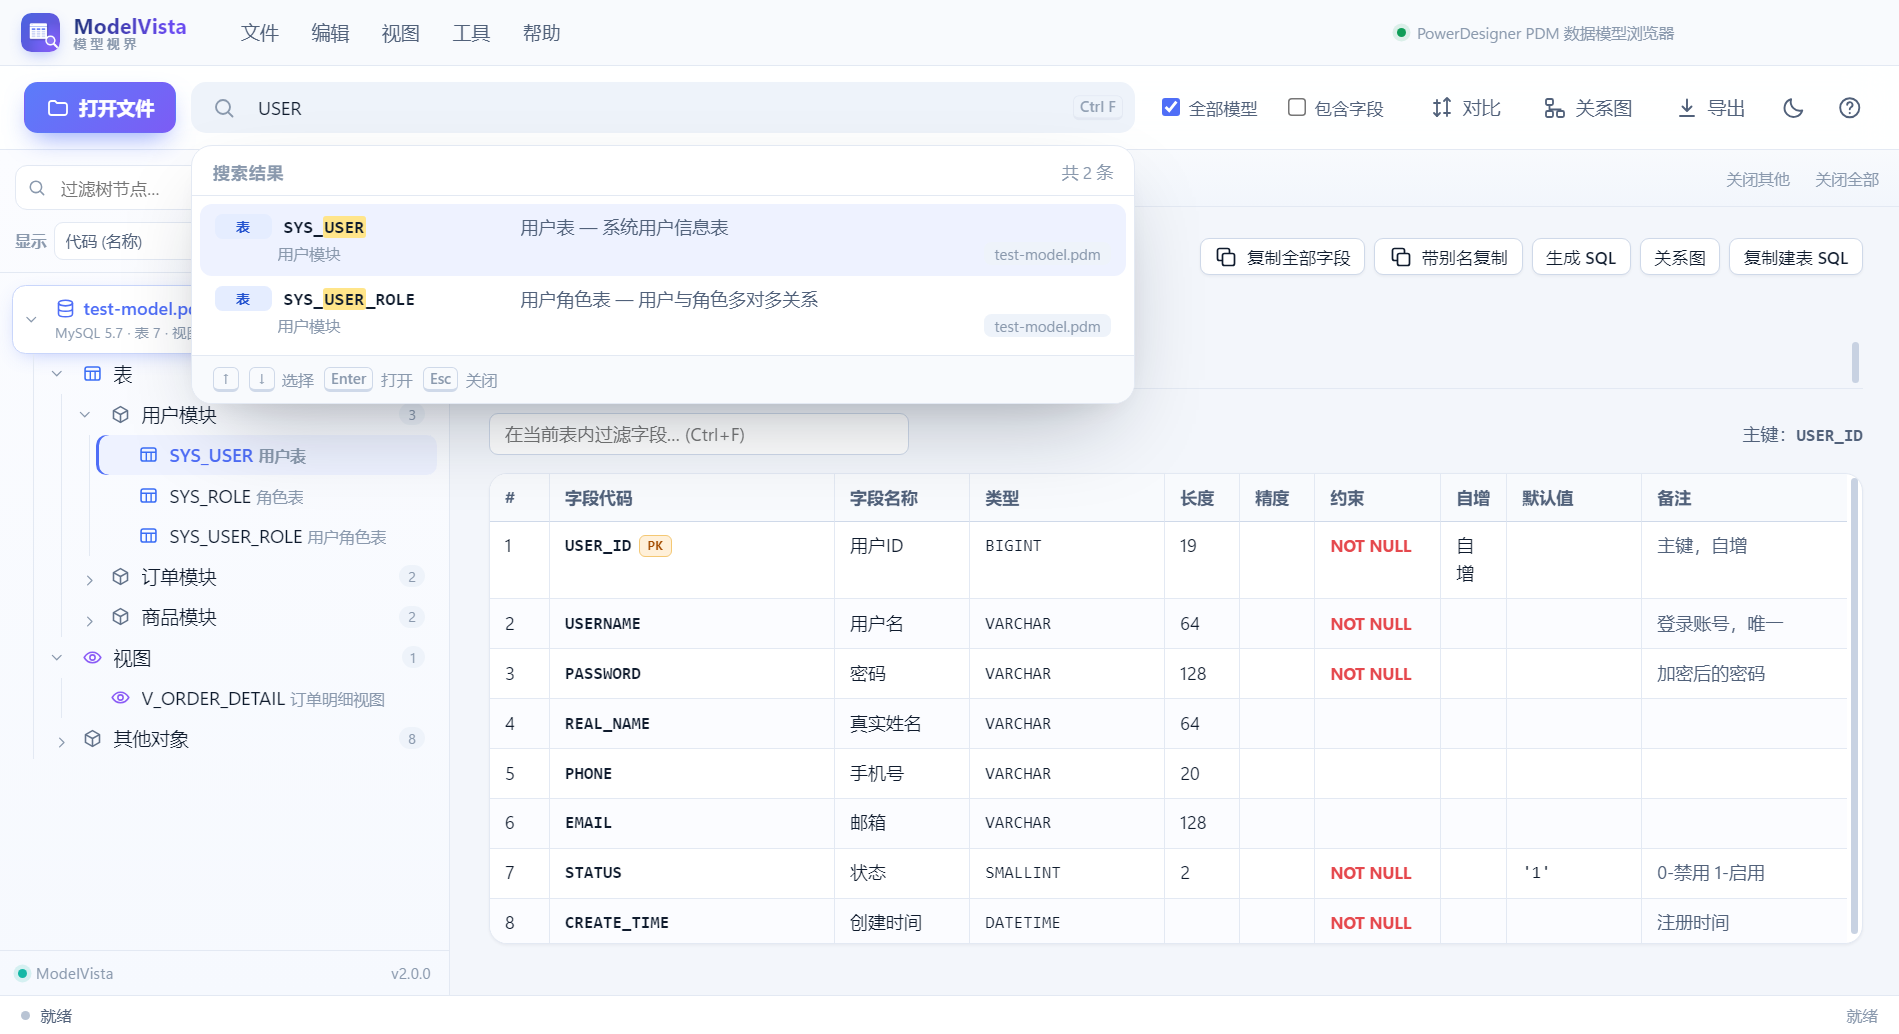 ModelVista
模型视界
文件 编辑 视图 工具 帮助
PowerDesigner PDM 数据模型浏览器
打开文件
USER
Ctrl F
全部模型 包含字段 对比 关系图 导出
过滤树节点...
显示 代码 (名称)
搜索结果 共 2 条
表 SYS_USER 用户表 — 系统用户信息表
用户模块 test-model.pdm
表 SYS_USER_ROLE 用户角色表 — 用户与角色多对多关系
用户模块 test-model.pdm
↑ ↓ 选择 Enter 打开 Esc 关闭
关闭其他 关闭全部
复制全部字段 带别名复制 生成 SQL 关系图 复制建表 SQL
test-model.p
MySQL 5.7 · 表 7 ·
表
用户模块 3
SYS_USER 用户表
SYS_ROLE 角色表
SYS_USER_ROLE 用户角色表
订单模块 2
商品模块 2
视图 1
V_ORDER_DETAIL 订单明细视图
其他对象 8
在当前表内过滤字段... (Ctrl+F)
主键：USER_ID
# 字段代码 字段名称 类型 长度 精度 约束 自增 默认值 备注
1 USER_ID PK 用户ID BIGINT 19 NOT NULL 自增 主键，自增
2 USERNAME 用户名 VARCHAR 64 NOT NULL 登录账号，唯一
3 PASSWORD 密码 VARCHAR 128 NOT NULL 加密后的密码
4 REAL_NAME 真实姓名 VARCHAR 64
5 PHONE 手机号 VARCHAR 20
6 EMAIL 邮箱 VARCHAR 128
7 STATUS 状态 SMALLINT 2 NOT NULL '1' 0-禁用 1-启用
8 CREATE_TIME 创建时间 DATETIME NOT NULL 注册时间
ModelVista v2.0.0
就绪 就绪